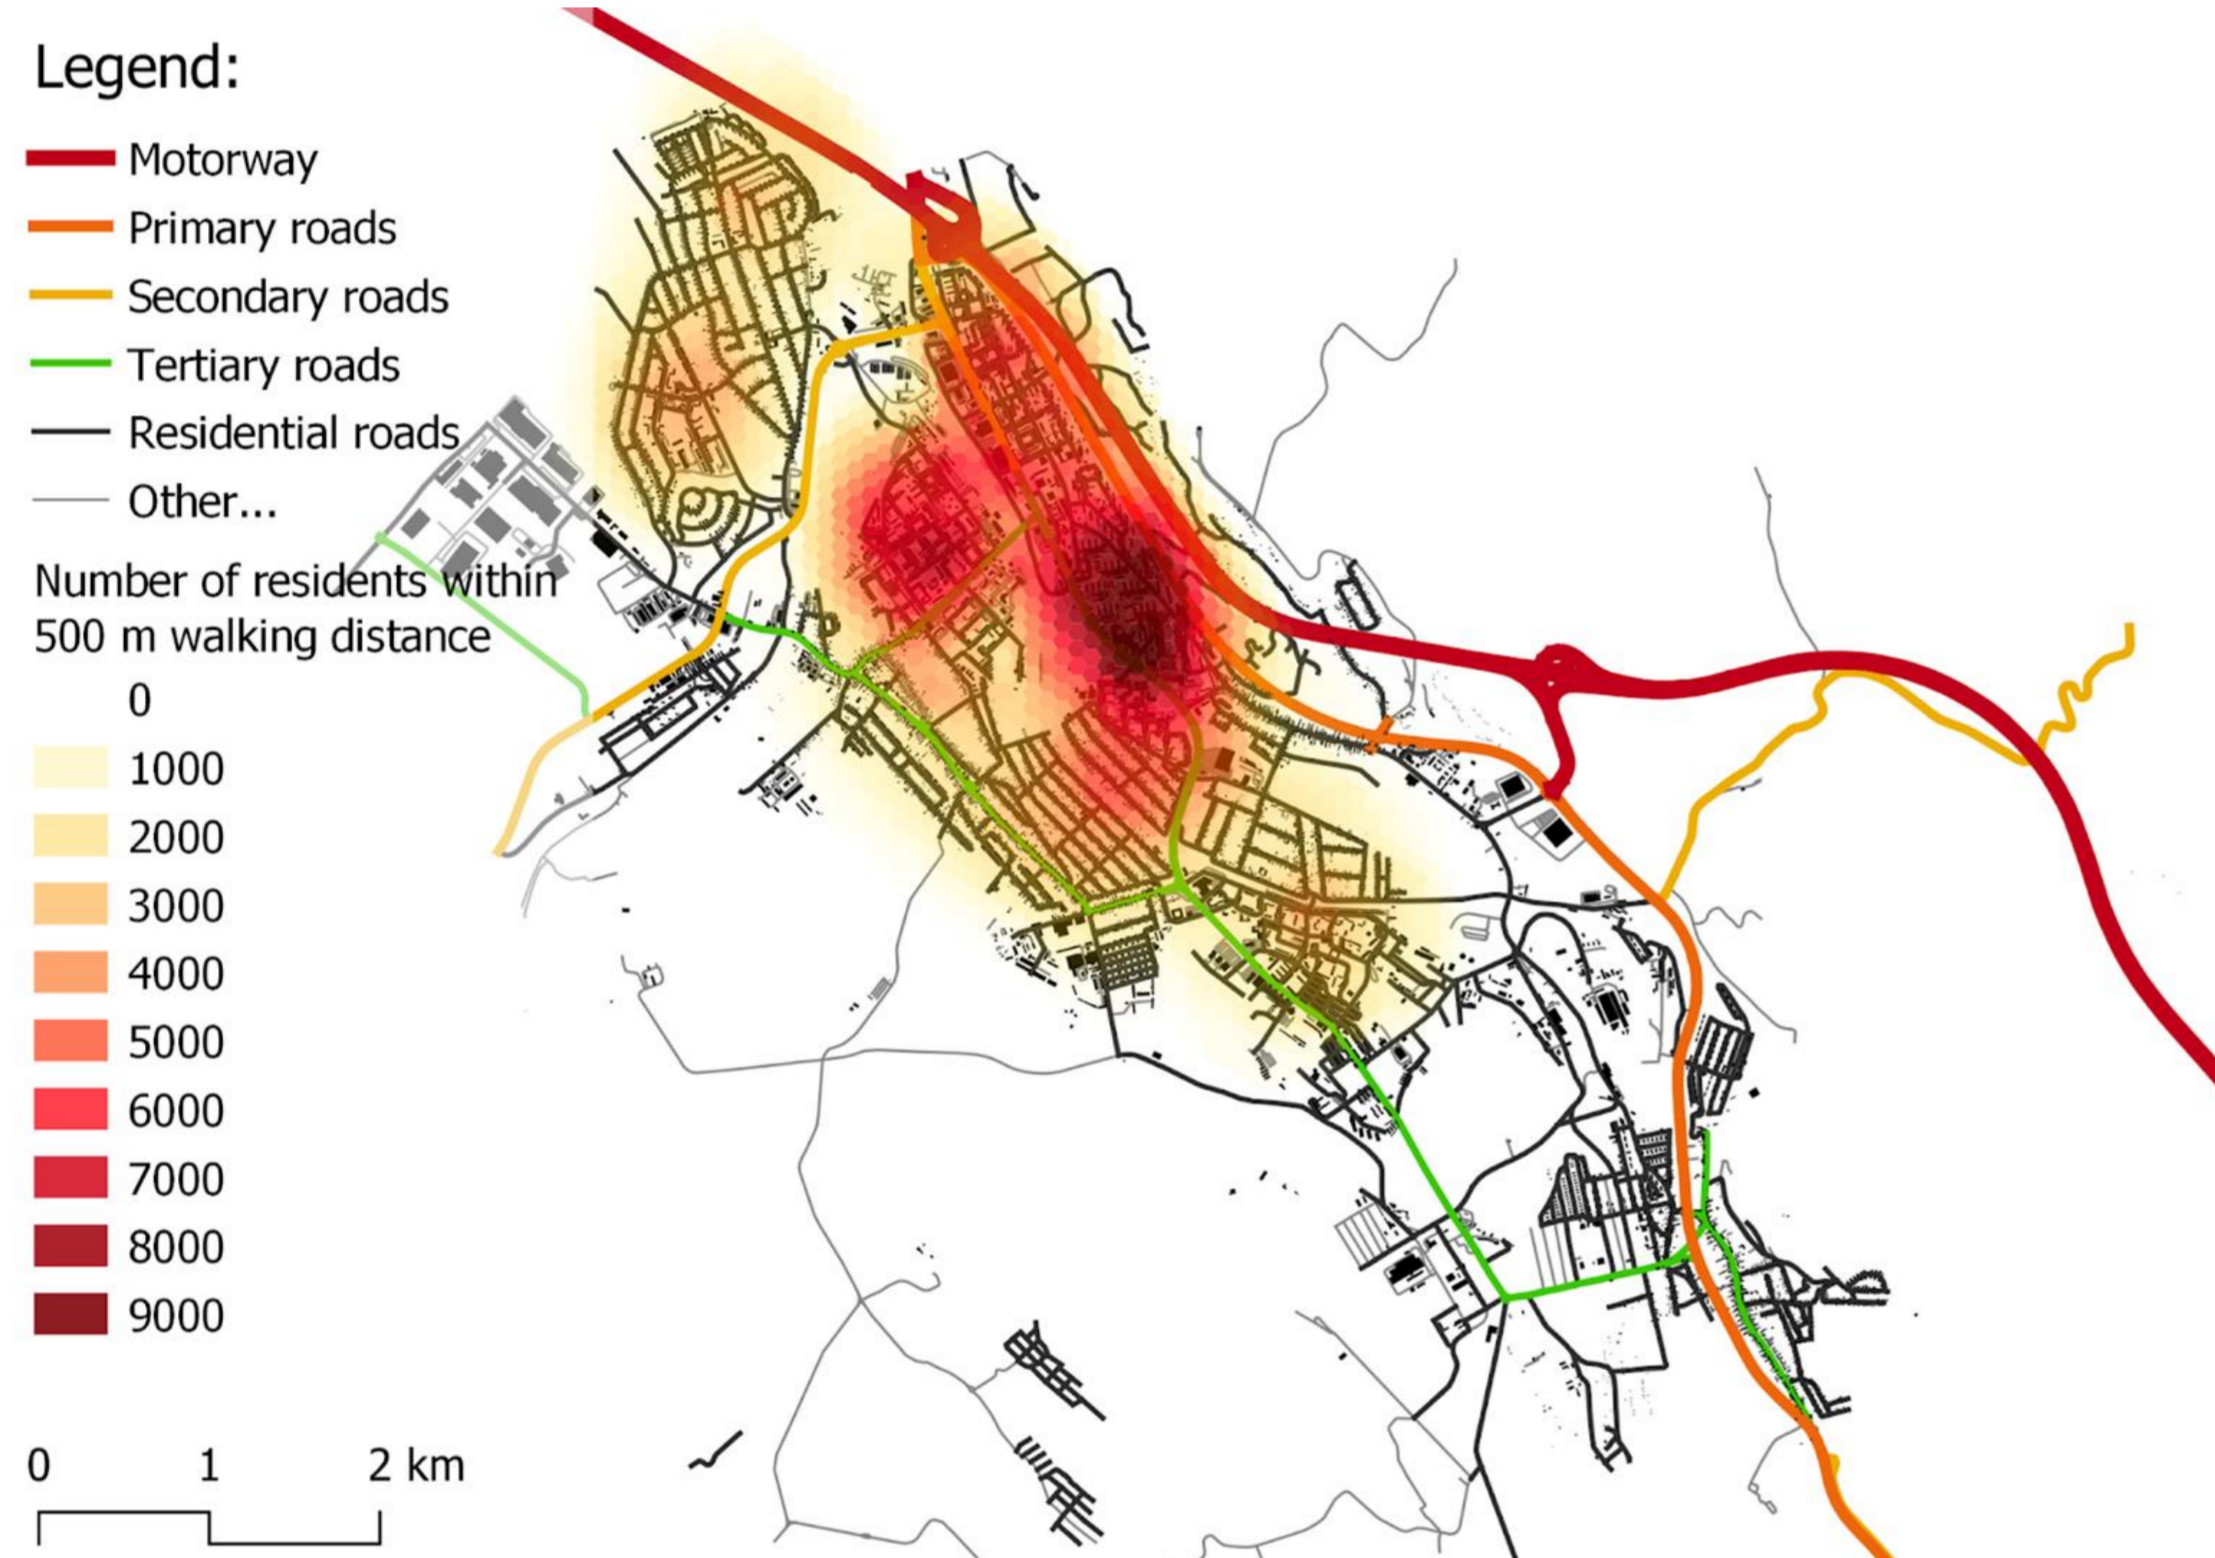 Legend:
Motorway
Primary roads
Secondary roads
Tertiary roads
Residential roads
Other...
Number of residents within
500 m walking distance
0
1000
2000
3000
4000
5000
6000
7000
8000
9000
0 1 2 km